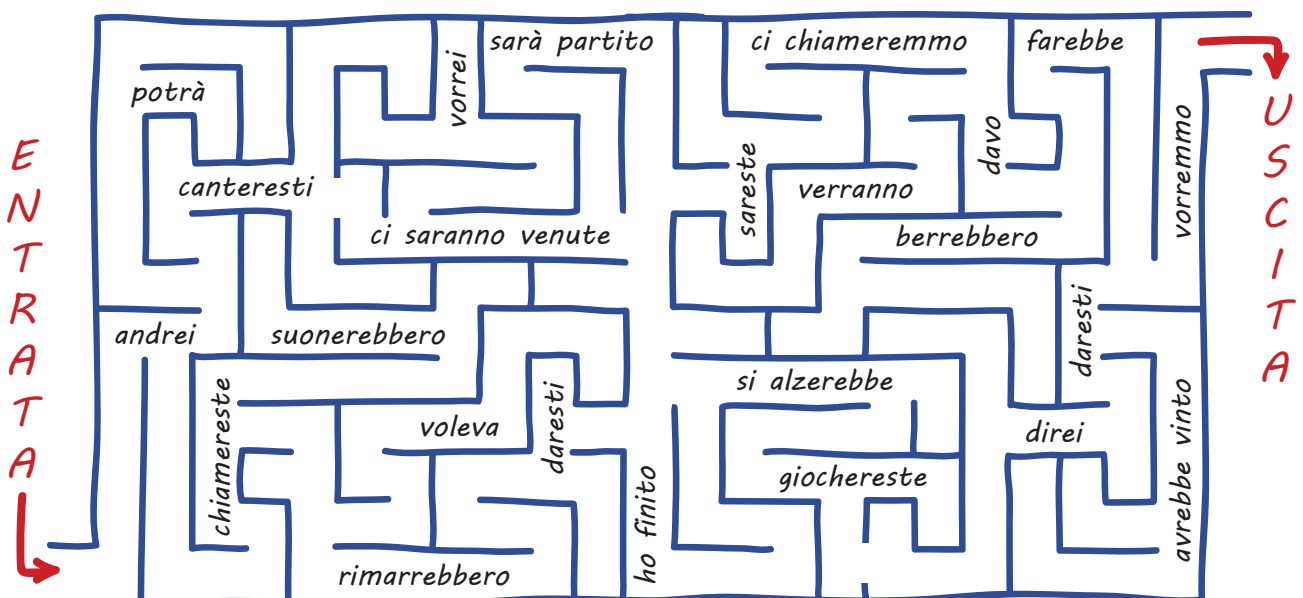 sarà partito
ci chiameremmo
farebbe
vorrei
potrà
davo
vorremmo
ENTRATA
USCITA
canteresti
sareste
verranno
ci saranno venute
berrebbero
andrei
suonerebbero
daresti
si alzerebbe
chiamereste
voleva
daresti
direi
avrebbe vinto
giochereste
ho finito
rimarrebbero